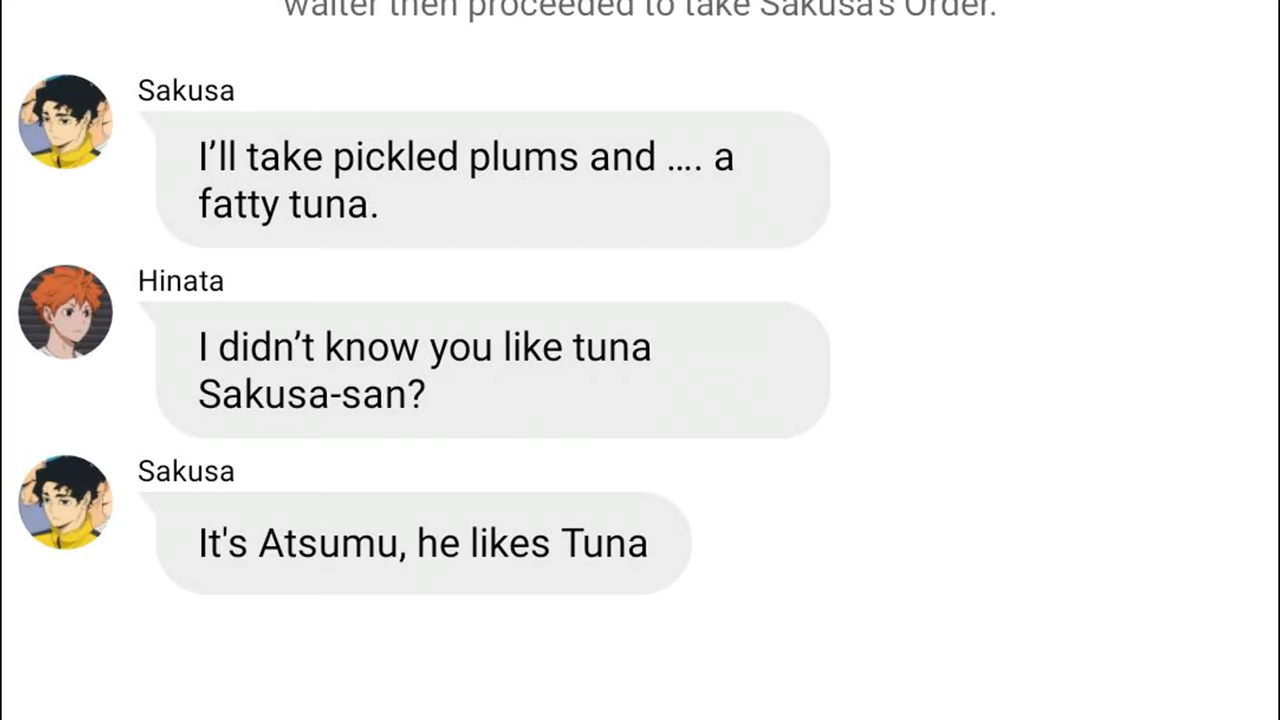 waiter then proceeded to take Sakusa's Order.
Sakusa
I'll take pickled plums and .... a
fatty tuna.
Hinata
I didn't know you like tuna
Sakusa-san?
Sakusa
It's Atsumu, he likes Tuna